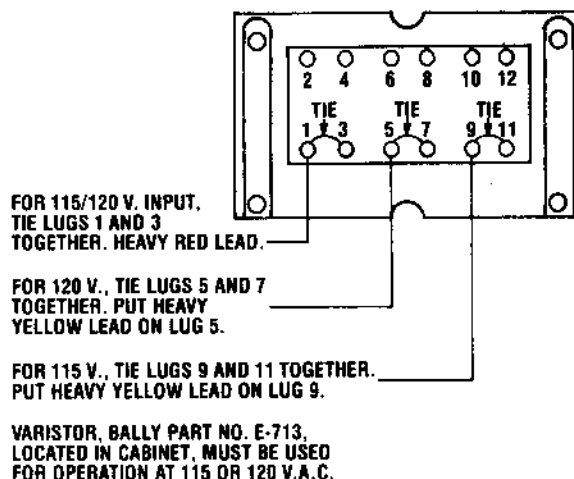 2 4 6 8 10 12
TIE TIE TIE
1 3 5 7 9 11
FOR 115/120 V. INPUT,
TIE LUGS 1 AND 3
TOGETHER. HEAVY RED LEAD.
FOR 120 V., TIE LUGS 5 AND 7
TOGETHER. PUT HEAVY
YELLOW LEAD ON LUG 5.
FOR 115 V., TIE LUGS 9 AND 11 TOGETHER.
PUT HEAVY YELLOW LEAD ON LUG 9.
VARISTOR, BALLY PART NO. E-713,
LOCATED IN CABINET, MUST BE USED
FOR OPERATION AT 115 OR 120 V.A.C.